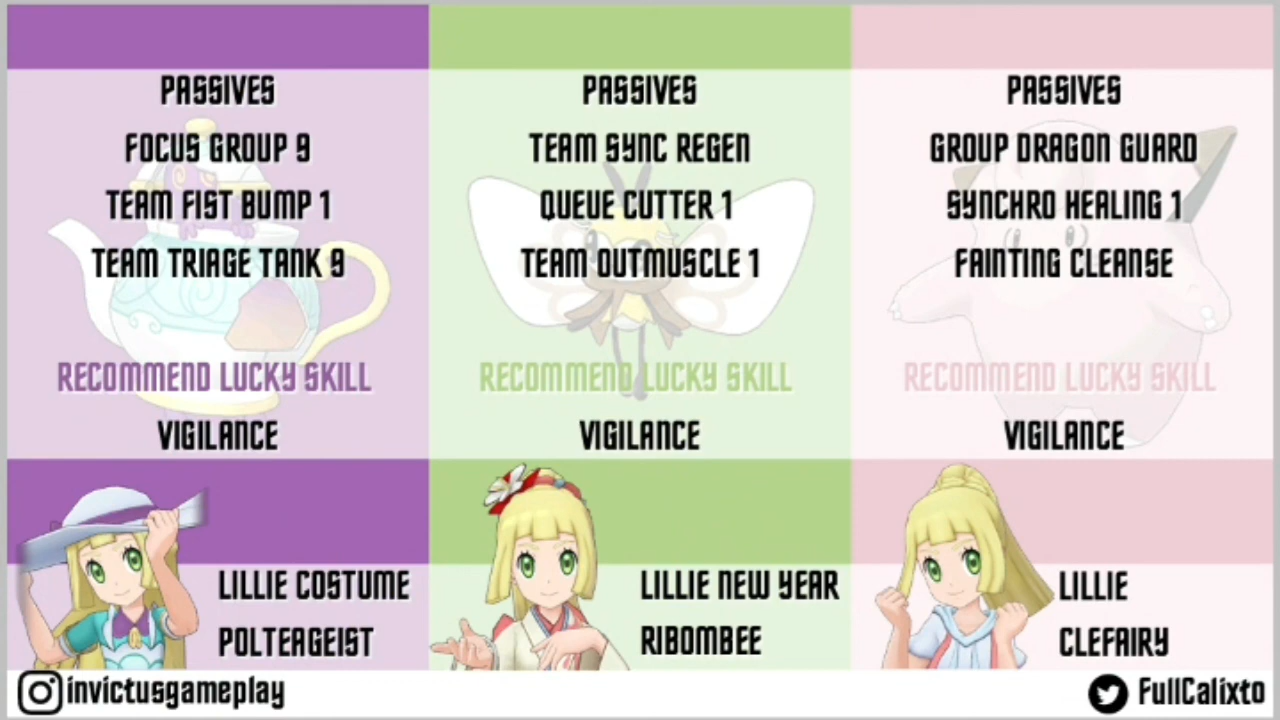 PASSIVES
FOCUS GROUP 9
TEAM FIST BUMP 1
TEAM TRIAGE TANK 9
RECOMMEND LUCKY SKILL
VIGILANCE
LILLIE COSTUME
POLTEAGEIST
PASSIVES
TEAM SYNC REGEN
QUEUE CUTTER 1
TEAM OUTMUSCLE 1
RECOMMEND LUCKY SKILL
VIGILANCE
LILLIE NEW YEAR
RIBOMBEE
PASSIVES
GROUP DRAGON GUARD
SYNCHRO HEALING 1
FAINTING CLEANSE
RECOMMEND LUCKY SKILL
VIGILANCE
LILLIE
CLEFAIRY
invictusgameplay
FullCalixto